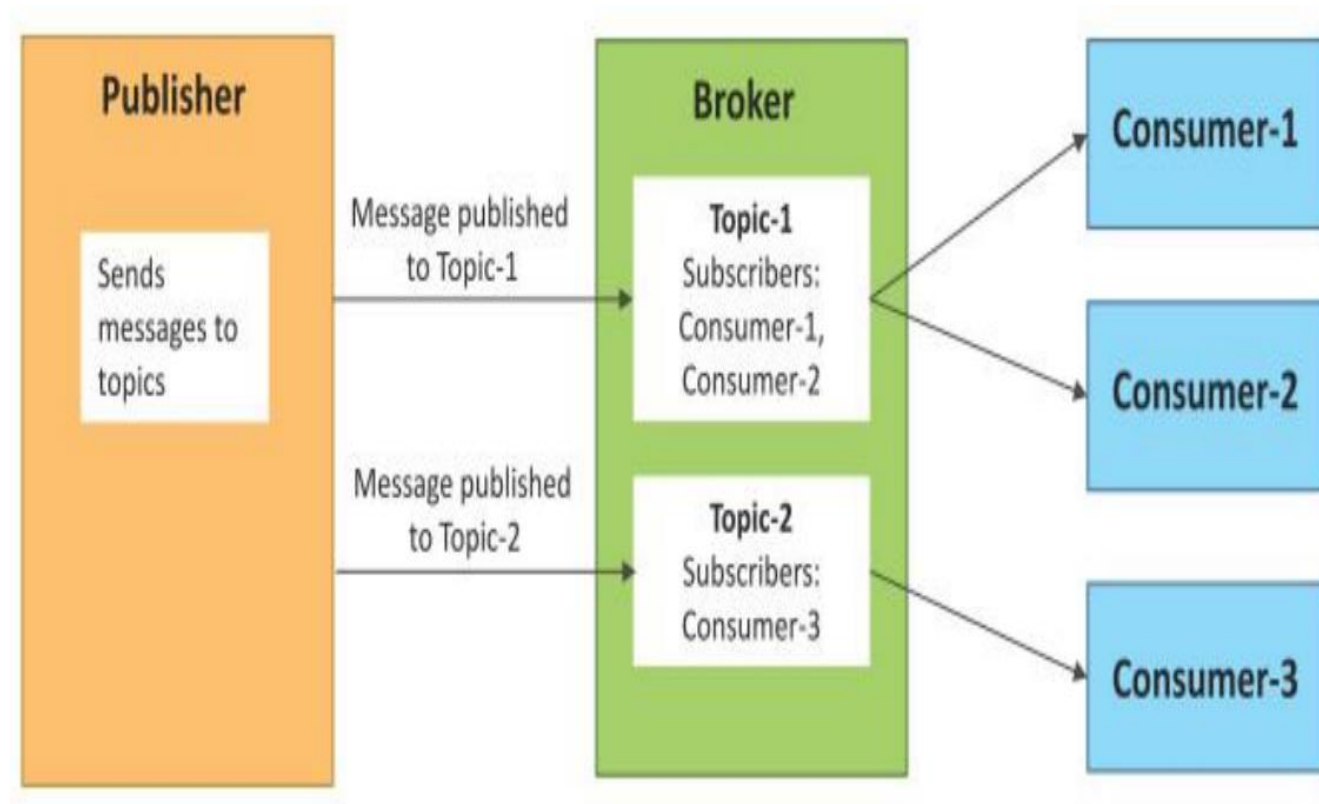 Publisher
Sends
messages to
topics
Message published
to Topic-1
Message published
to Topic-2
Broker
Topic-1
Subscribers:
Consumer-1,
Consumer-2
Topic-2
Subscribers:
Consumer-3
Consumer-1
Consumer-2
Consumer-3